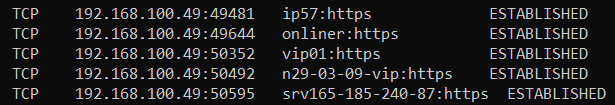 TCP 192.168.100.49:49481 ip57:https ESTABLISHED
TCP 192.168.100.49:49644 onliner:https ESTABLISHED
TCP 192.168.100.49:50352 vip01:https ESTABLISHED
TCP 192.168.100.49:50492 n29-03-09-vip:https ESTABLISHED
TCP 192.168.100.49:50595 srv165-185-240-87:https ESTABLISHED